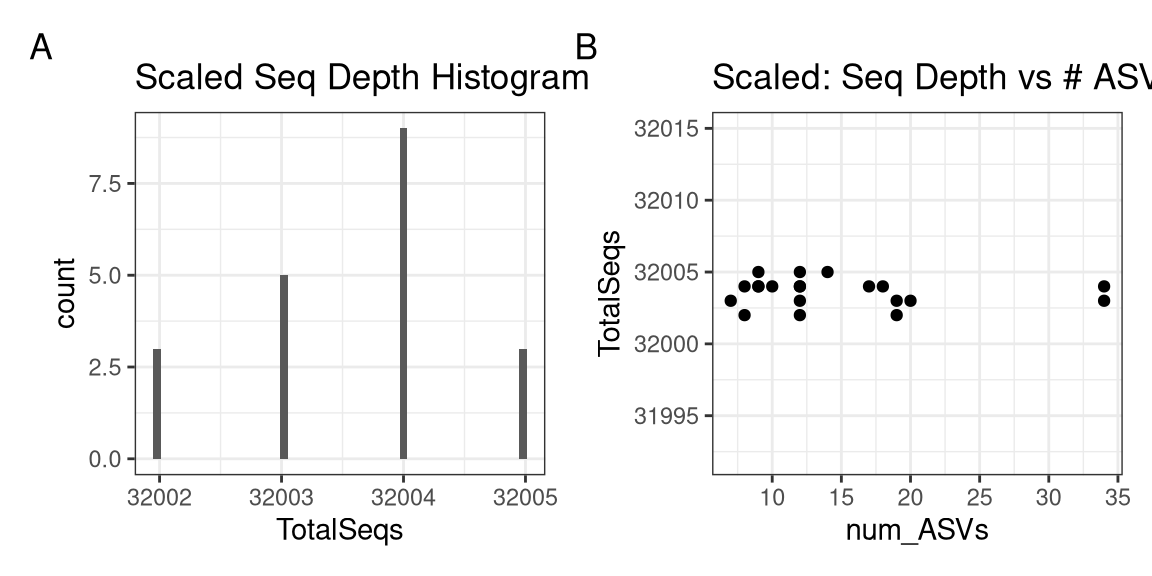 A
Scaled Seq Depth Histogram
count
7.5
5.0
2.5
0.0
32002 32003 32004 32005
TotalSeqs
B
Scaled: Seq Depth vs # ASV
TotalSeqs
32015
32010
32005
32000
31995
10 15 20 25 30 35
num_ASVs